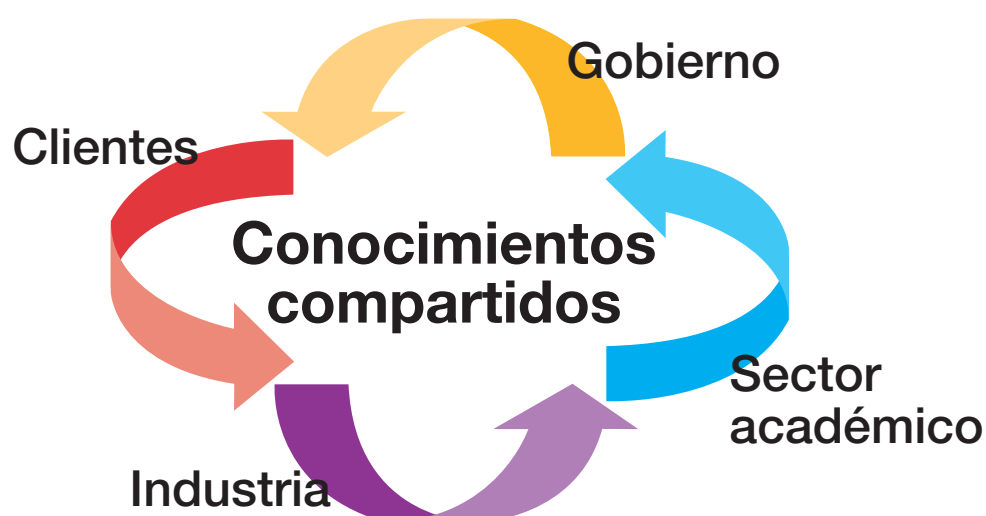 Gobierno
Clientes
Conocimientos
compartidos
Sector
académico
Industria